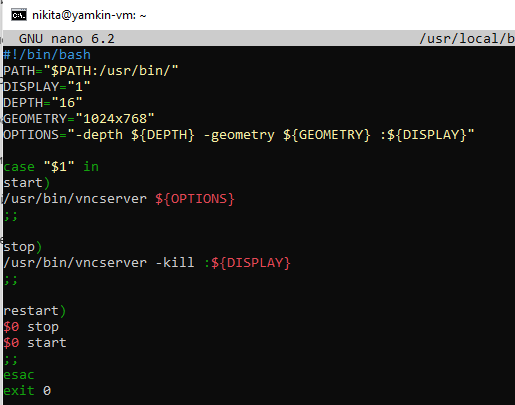 nikita@yamkin-vm: ~
GNU nano 6.2 /usr/local/b
#!/bin/bash
PATH="$PATH:/usr/bin/"
DISPLAY="1"
DEPTH="16"
GEOMETRY="1024x768"
OPTIONS="-depth ${DEPTH} -geometry ${GEOMETRY} :${DISPLAY}"
case "$1" in
start)
/usr/bin/vncserver ${OPTIONS}
;;
stop)
/usr/bin/vncserver -kill :${DISPLAY}
;;
restart)
$0 stop
$0 start
;;
esac
exit 0